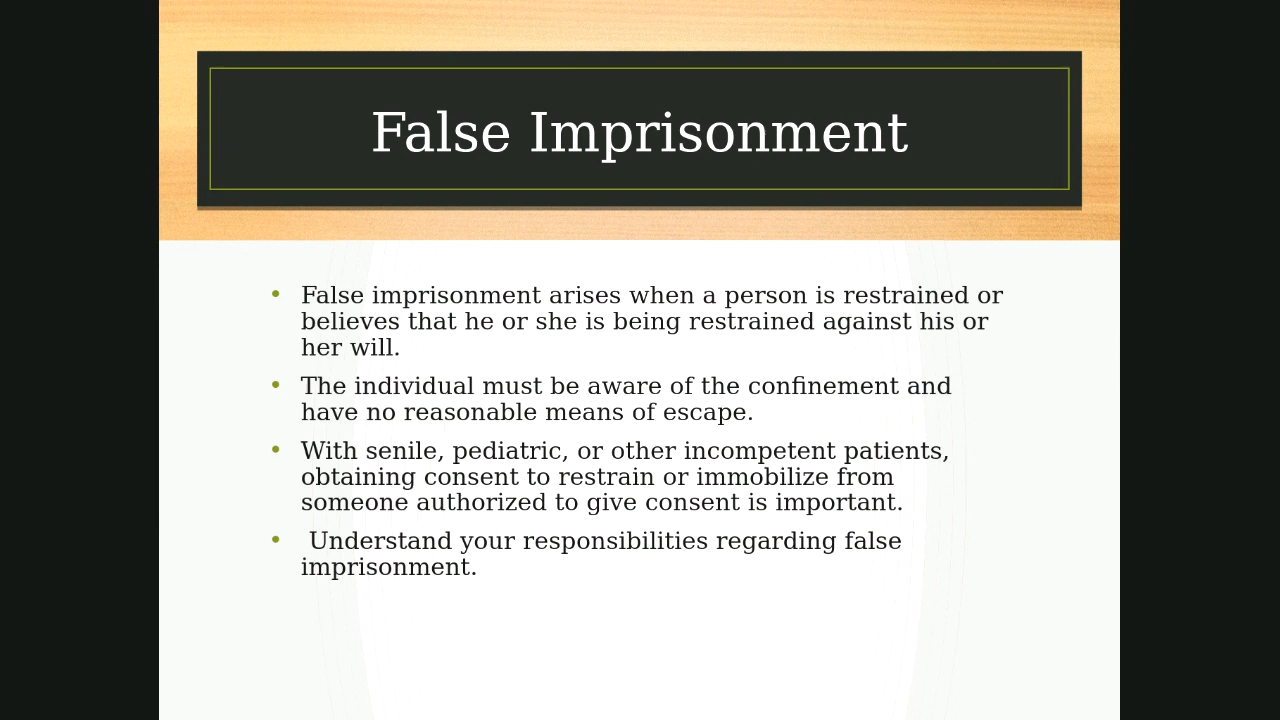 False Imprisonment
• False imprisonment arises when a person is restrained or
believes that he or she is being restrained against his or
her will.
• The individual must be aware of the confinement and
have no reasonable means of escape.
• With senile, pediatric, or other incompetent patients,
obtaining consent to restrain or immobilize from
someone authorized to give consent is important.
• Understand your responsibilities regarding false
imprisonment.